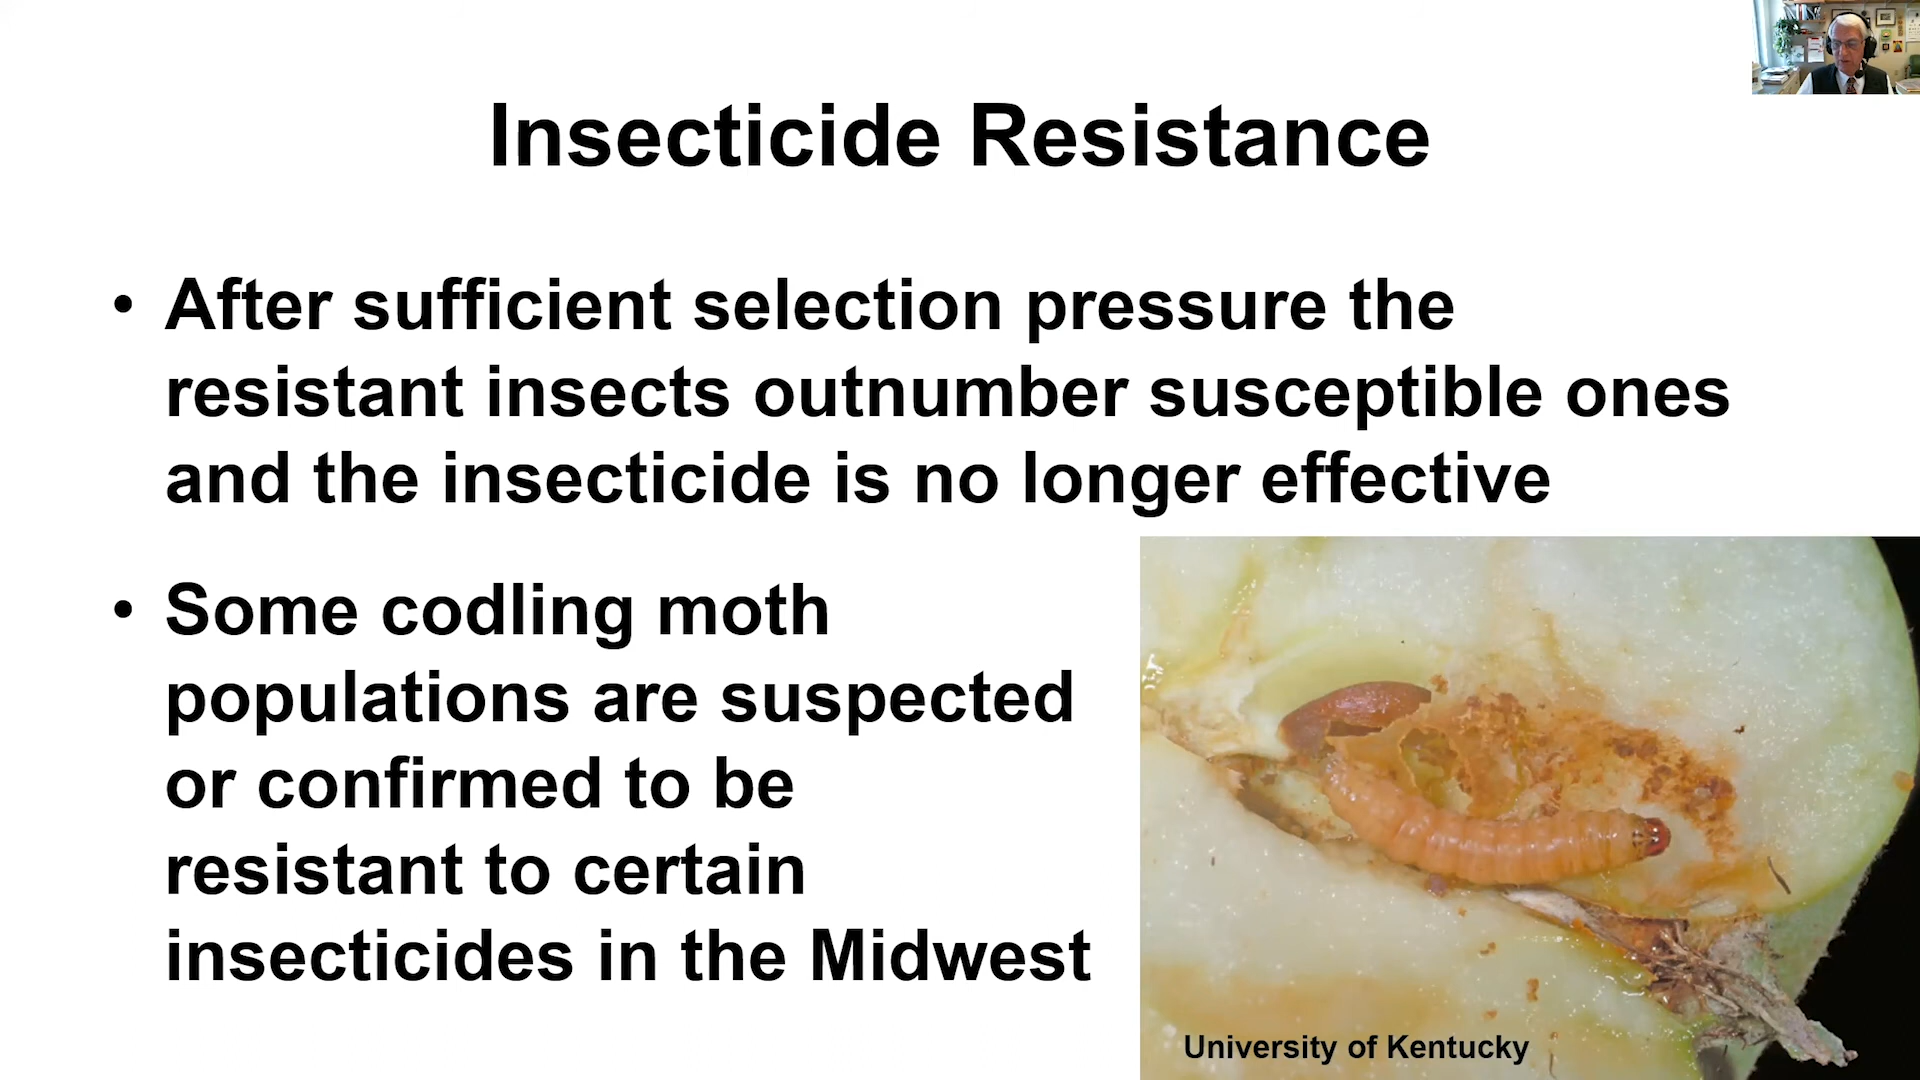 Insecticide Resistance
• After sufficient selection pressure the
resistant insects outnumber susceptible ones
and the insecticide is no longer effective
• Some codling moth
populations are suspected
or confirmed to be
resistant to certain
insecticides in the Midwest
University of Kentucky